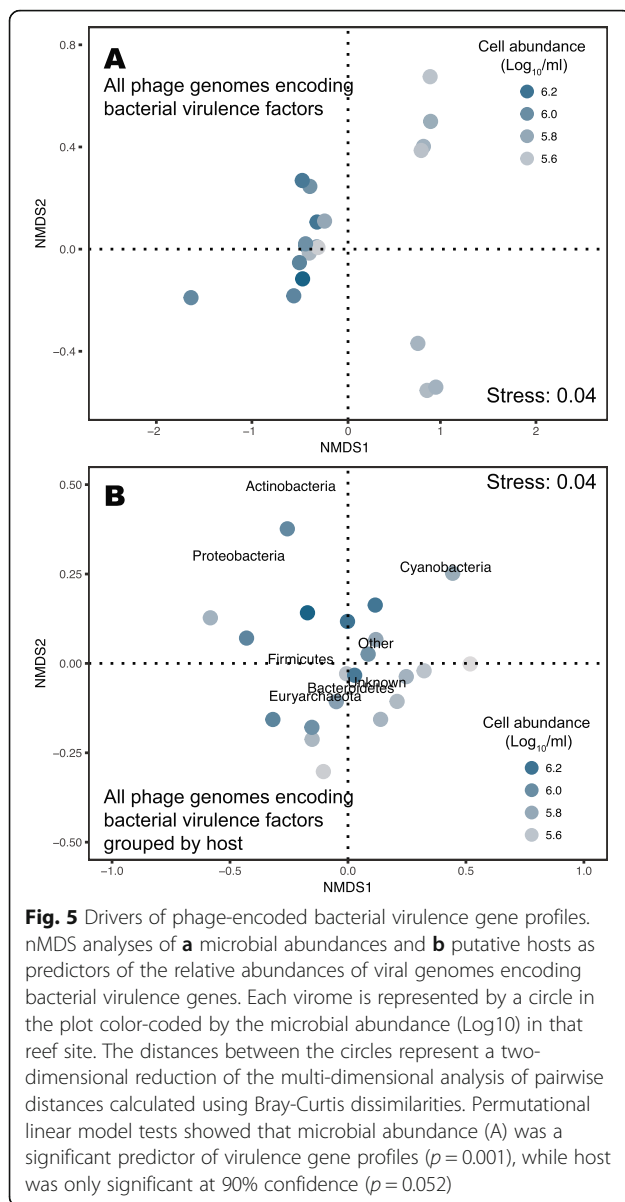 A
All phage genomes encoding
bacterial virulence factors
Cell abundance
(Log10/ml)
6.2
6.0
5.8
5.6
0.8
0.4
0.0
−0.4
NMDS2
Stress: 0.04
−2
−1
0
1
2
NMDS1
B
Stress: 0.04
0.50
0.25
0.00
−0.25
−0.50
NMDS2
Actinobacteria
Proteobacteria
Cyanobacteria
Other
Firmicutes
Unknown
Bacteroidetes
Euryarchaeota
Cell abundance
(Log10/ml)
6.2
6.0
5.8
5.6
All phage genomes encoding
bacterial virulence factors
grouped by host
−1.0
−0.5
0.0
0.5
1.0
NMDS1
Fig. 5 Drivers of phage-encoded bacterial virulence gene profiles.
nMDS analyses of a microbial abundances and b putative hosts as
predictors of the relative abundances of viral genomes encoding
bacterial virulence genes. Each virome is represented by a circle in
the plot color-coded by the microbial abundance (Log10) in that
reef site. The distances between the circles represent a two-
dimensional reduction of the multi-dimensional analysis of pairwise
distances calculated using Bray-Curtis dissimilarities. Permutational
linear model tests showed that microbial abundance (A) was a
significant predictor of virulence gene profiles (p = 0.001), while host
was only significant at 90% confidence (p = 0.052)